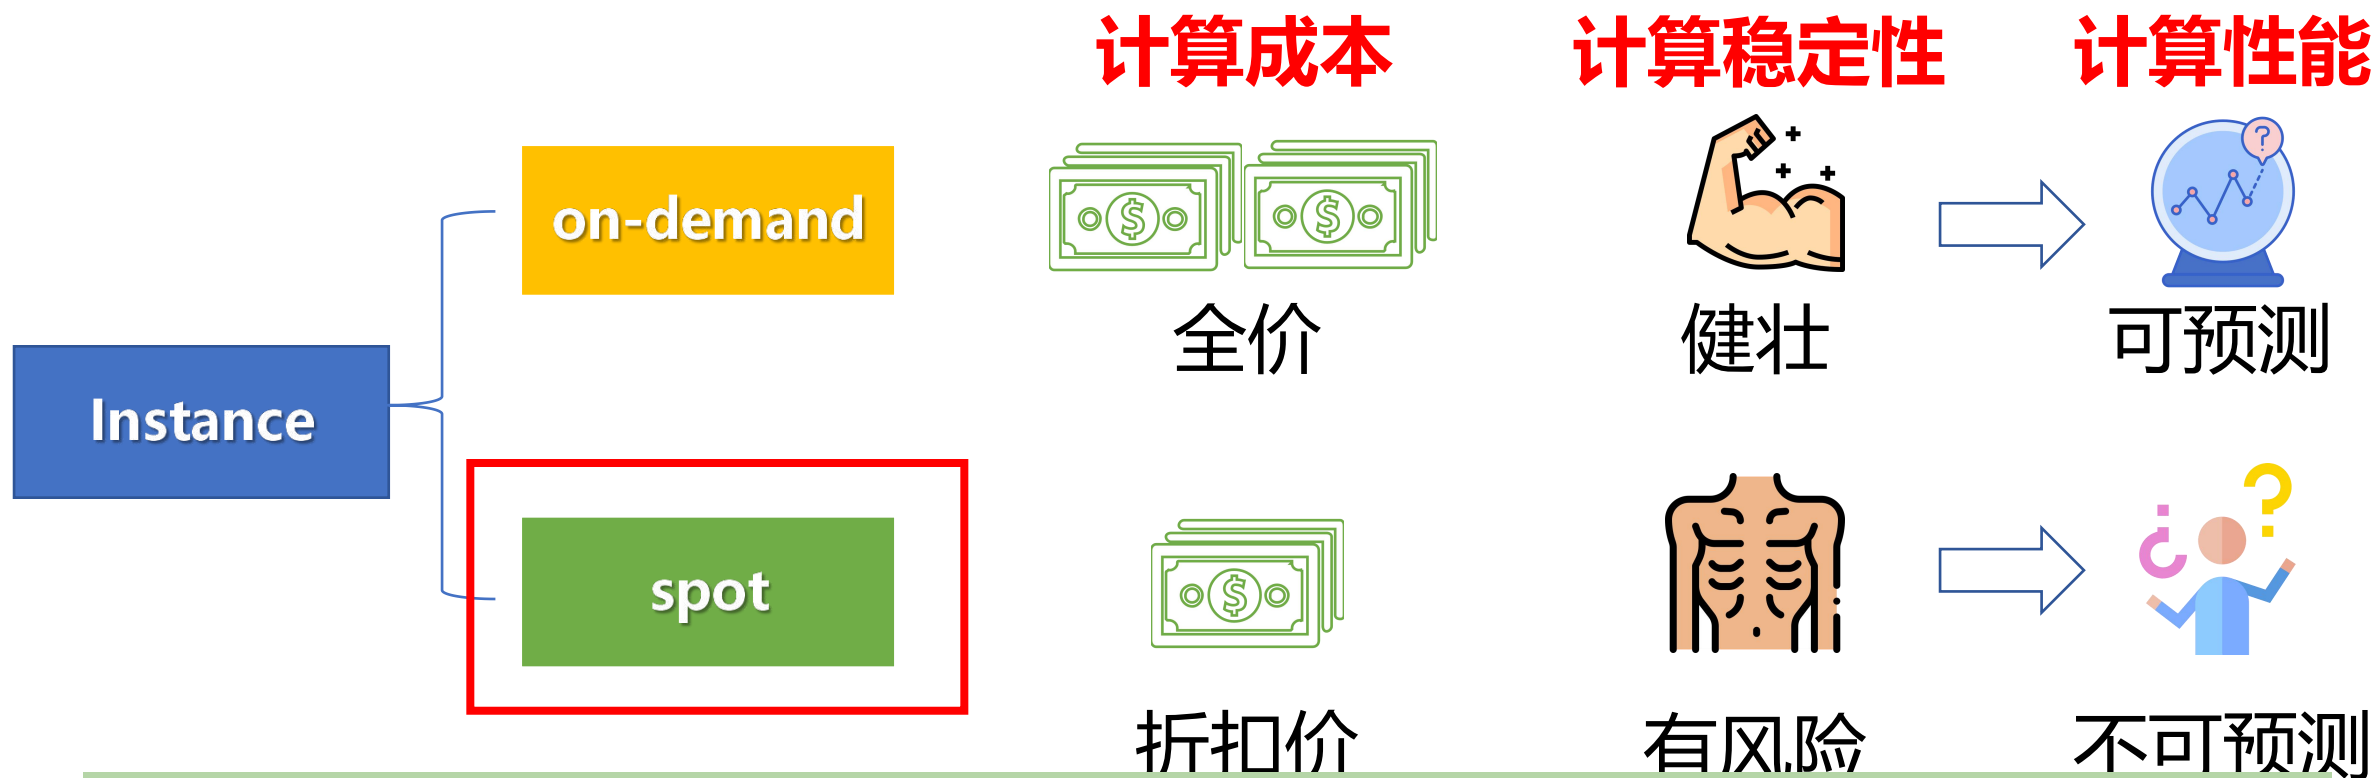 计算成本 计算稳定性 计算性能
on-demand
全价 健壮 可预测
Instance
spot
折扣价 有风险 不可预测